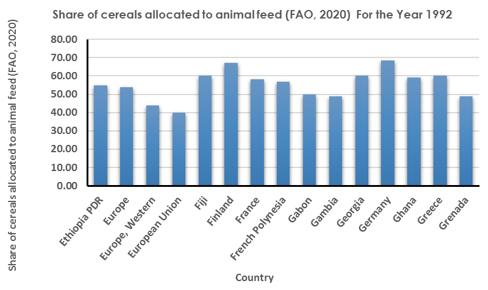 Share of cereals allocated to animal feed (FAO, 2020) For the Year 1992
Share of cereals allocated to animal feed (FAO, 2020)
80.00
70.00
60.00
50.00
40.00
30.00
20.00
10.00
0.00
Ethiopia PDR
Europe
Europe, Western
European Union
Fiji
Finland
France
French Polynesia
Gabon
Gambia
Georgia
Germany
Ghana
Greece
Grenada
Country